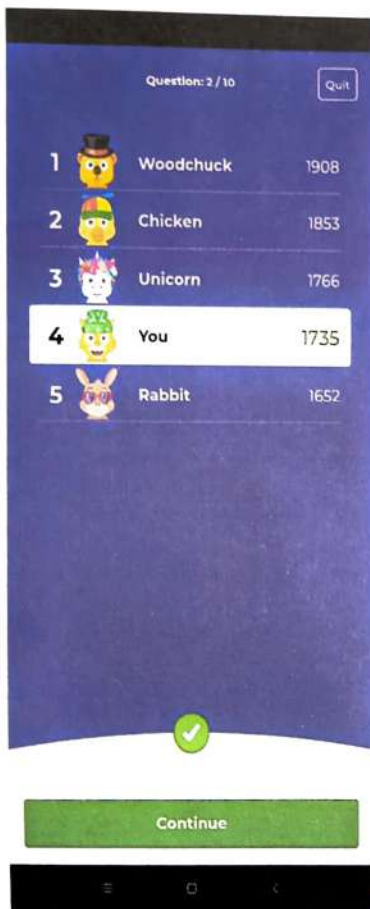 Question: 2 / 10
Quit
1 Woodchuck 1908
2 Chicken 1853
3 Unicorn 1766
4 You 1735
5 Rabbit 1652
Continue